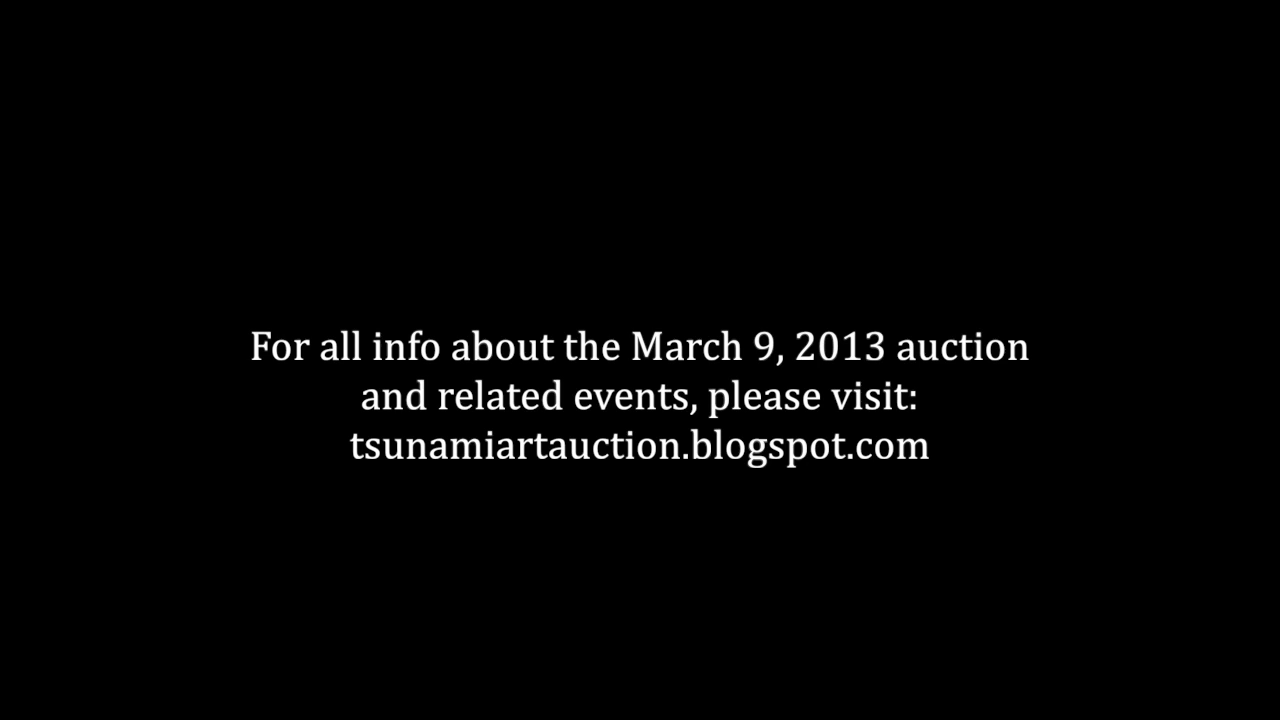 For all info about the March 9, 2013 auction
and related events, please visit:
tsunamiartauction.blogspot.com